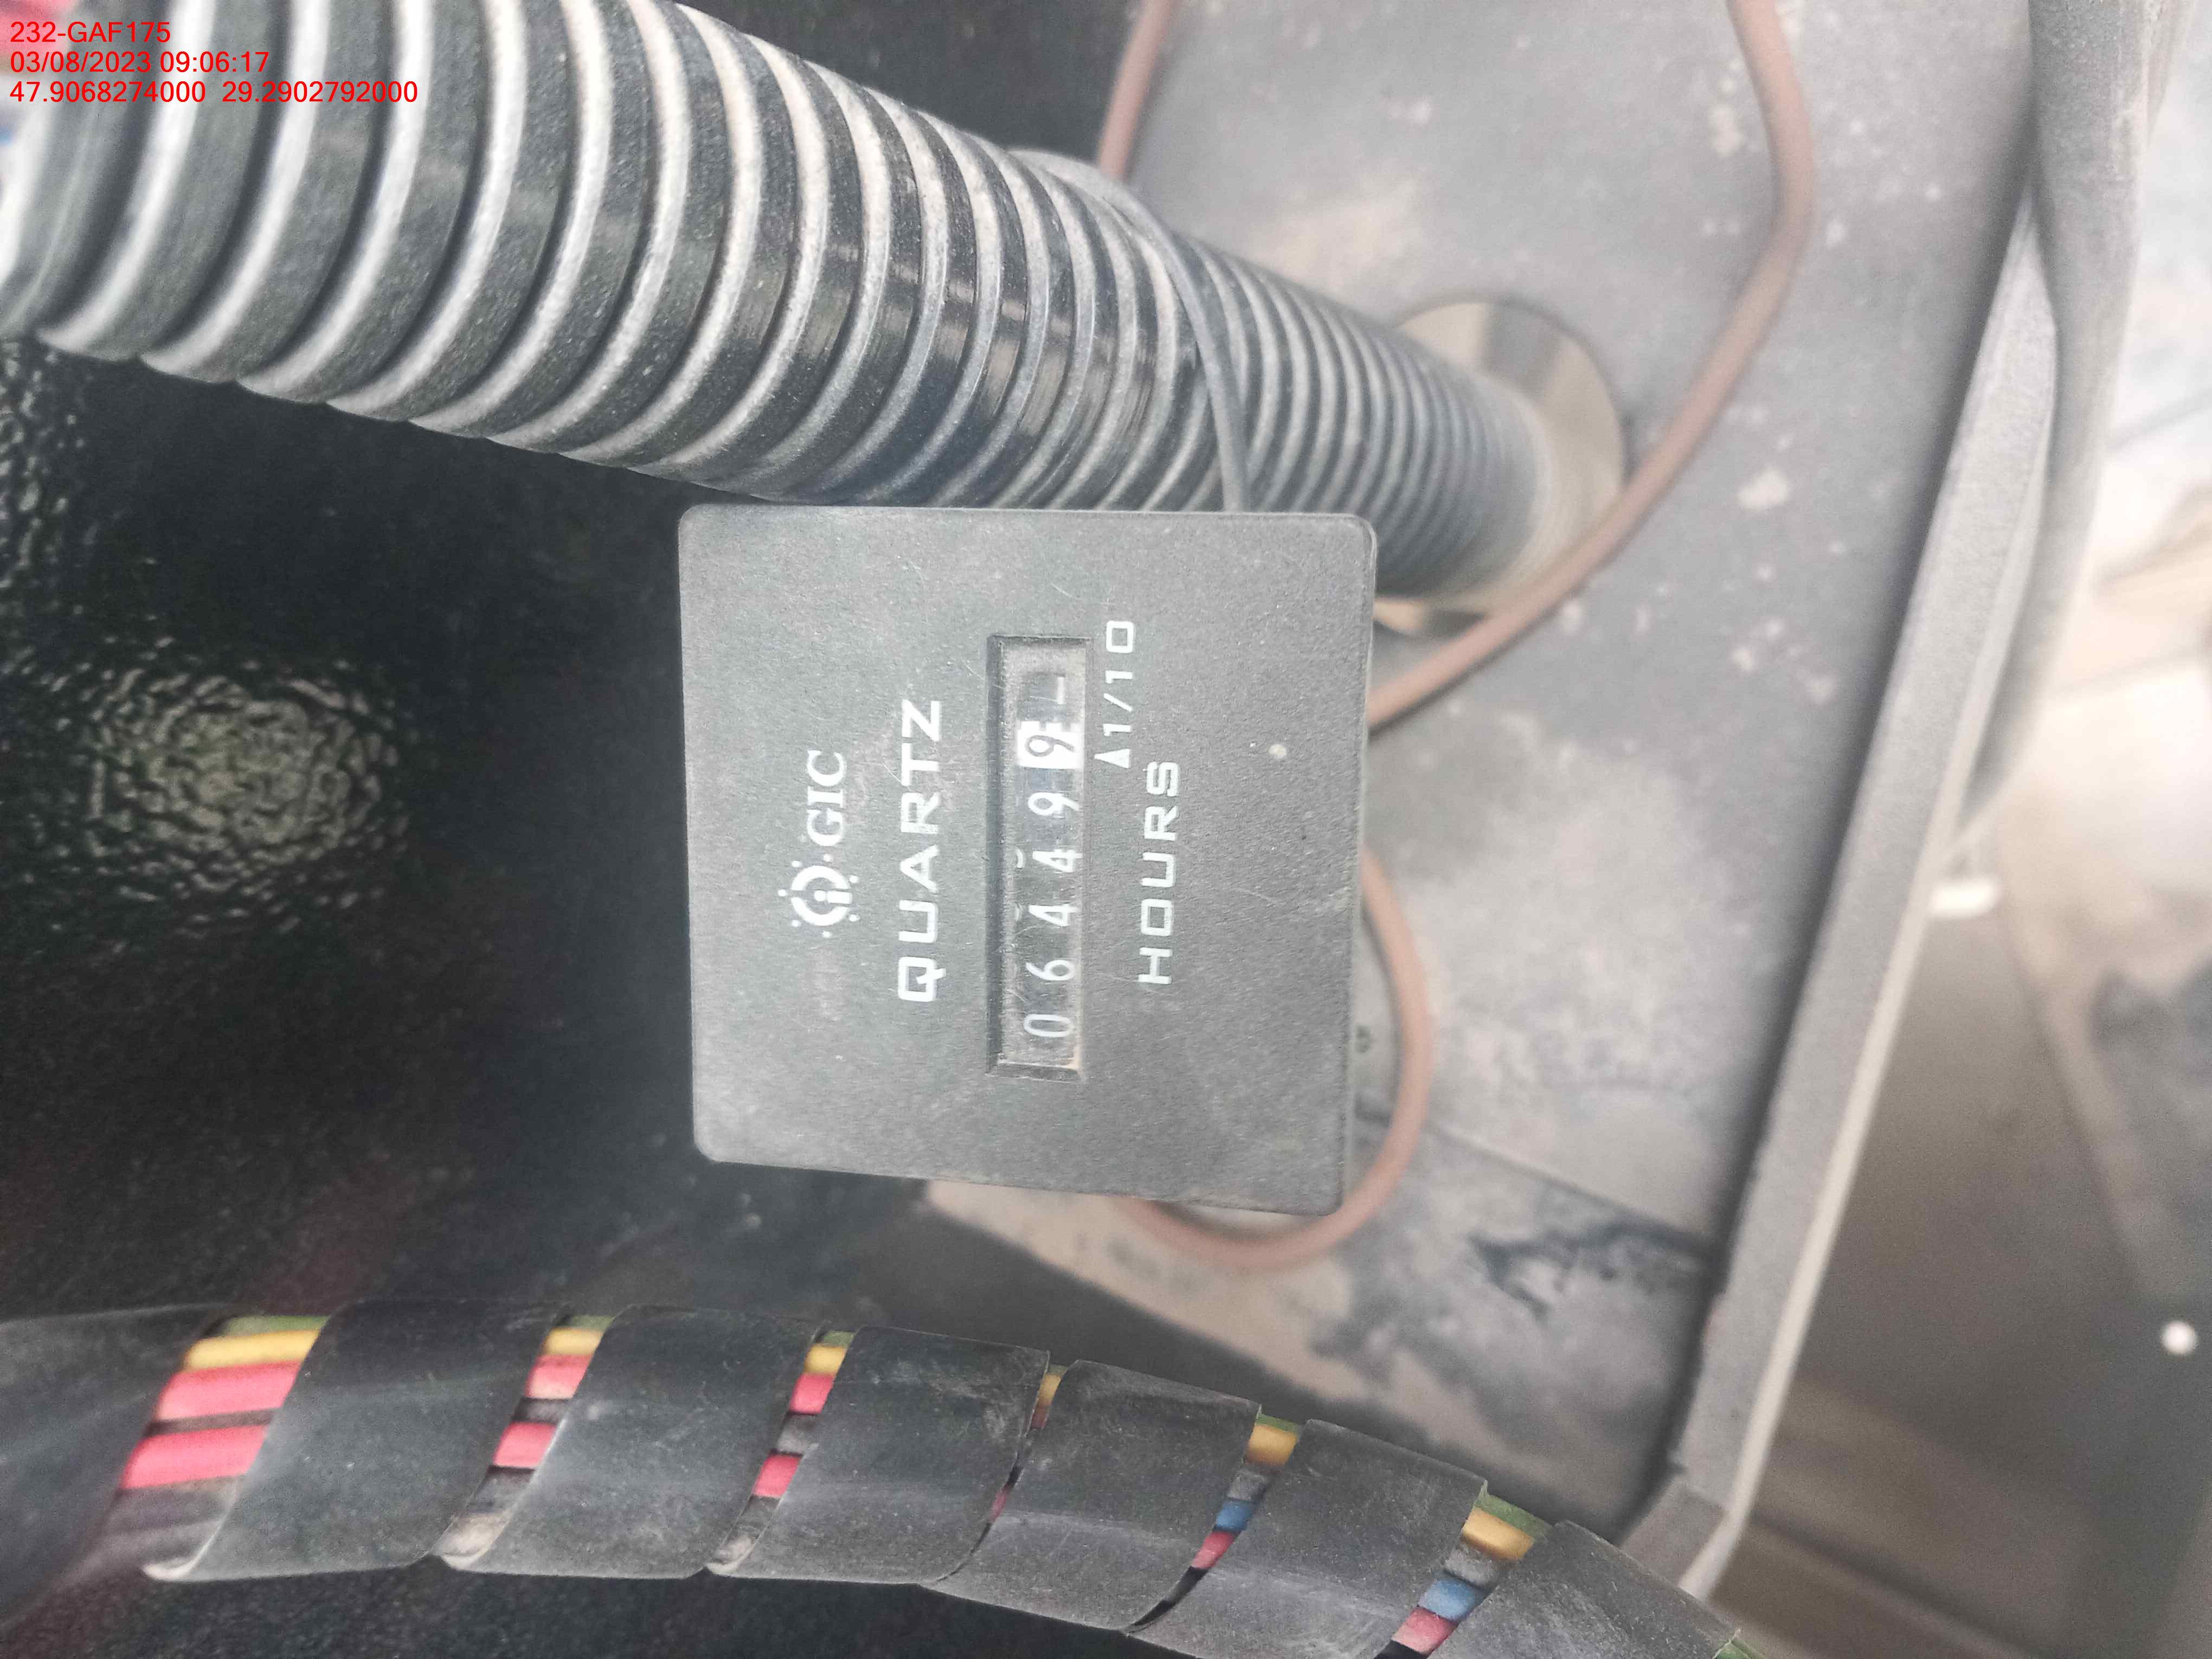 232-GAF175
03/08/2023 09:06:17
47.9068274000 29.2902792000
GIC
QUARTZ
064499
▲1/10
HOURS